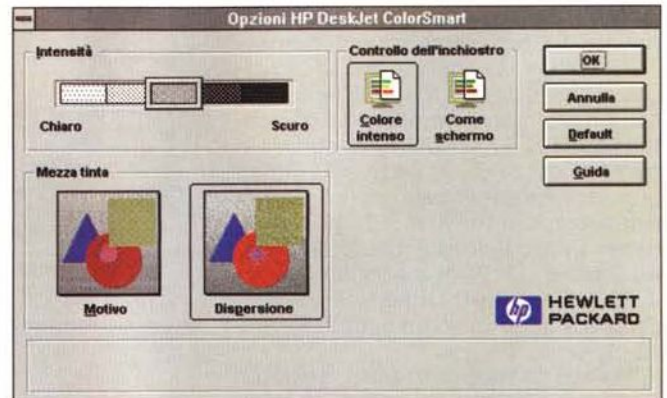 Opzioni HP DeskJet ColorSmart
Intensità
Chiaro
Scuro
Controllo dell'inchiostro
Colore
intenso
Come
schermo
OK
Annulla
Default
Guida
Mezza tinta
Motivo
Dispersione
hp
HEWLETT
PACKARD